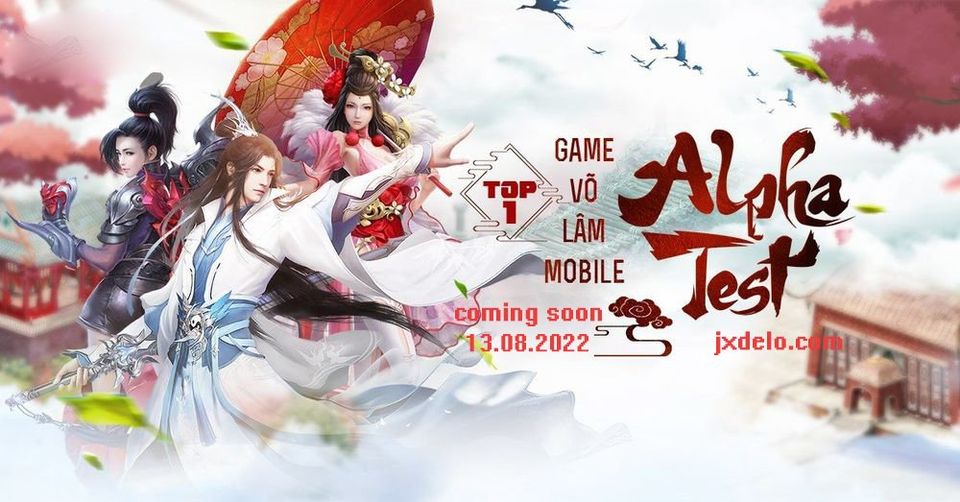 TOP
1
GAME
VÕ
LÂM
MOBILE
Alpha
Test
coming soon
13.08.2022
jxdelo.com